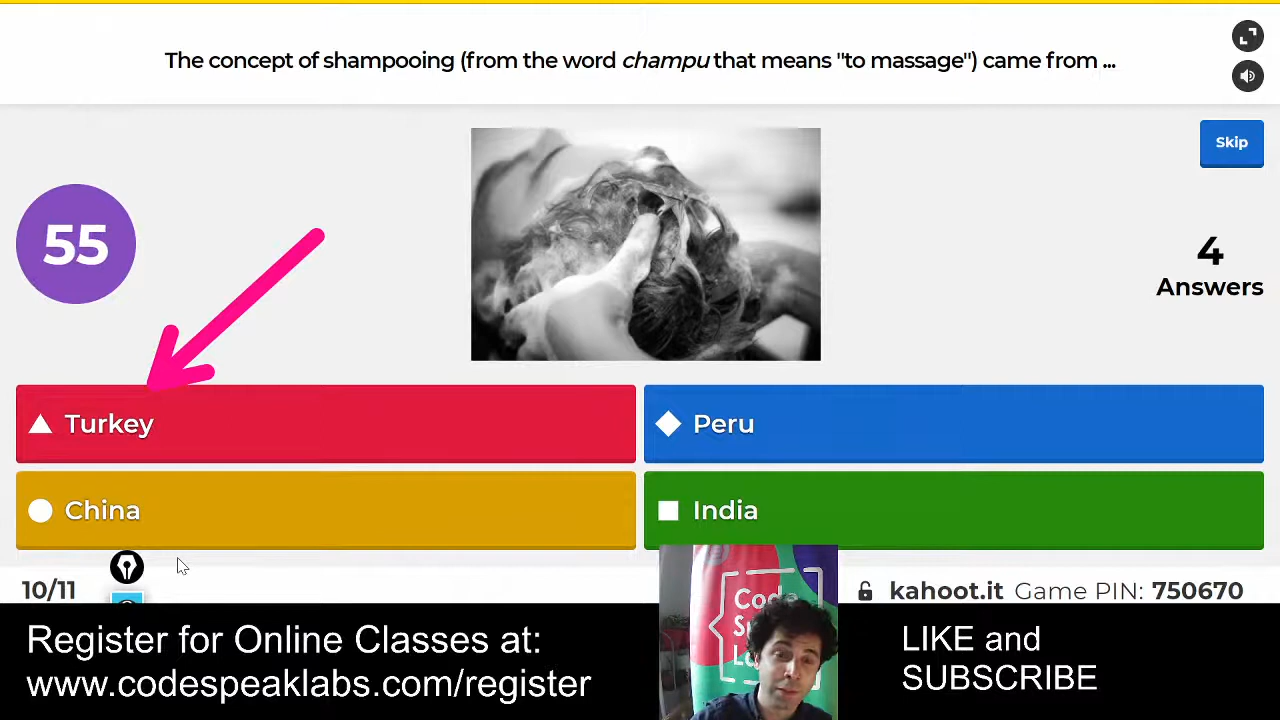 The concept of shampooing (from the word champu that means "to massage") came from ...
Skip
55
4
Answers
Turkey
Peru
China
India
10/11
kahoot.it Game PIN: 750670
Code
Register for Online Classes at:
www.codespeaklabs.com/register
LIKE and
SUBSCRIBE